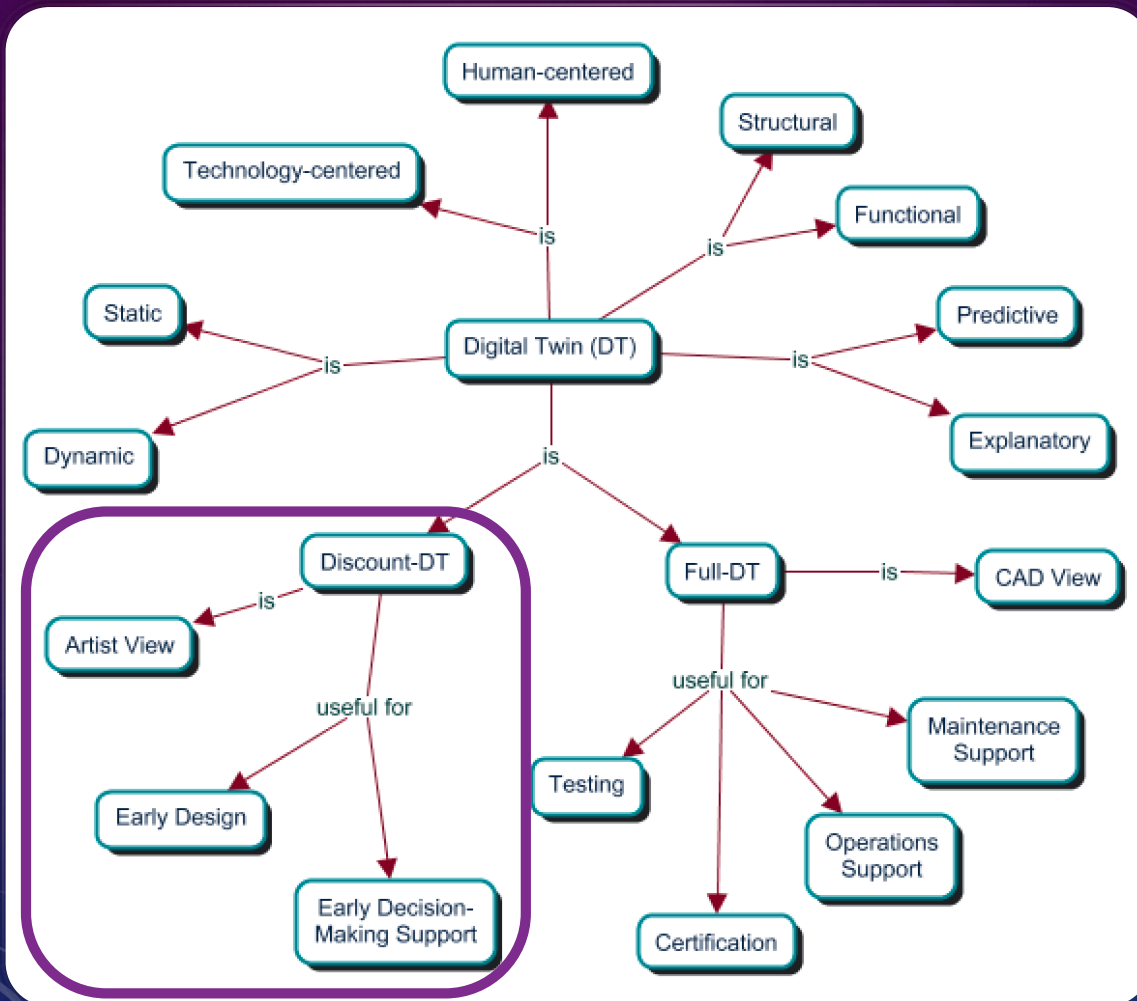 Human-centered
Structural
Technology-centered
Functional
is
is
Static
Predictive
Digital Twin (DT)
is
is
Dynamic
Explanatory
is
Discount-DT
Full-DT
is
CAD View
is
Artist View
useful for
useful for
Maintenance
Support
Testing
Early Design
Operations
Support
Early Decision-
Making Support
Certification